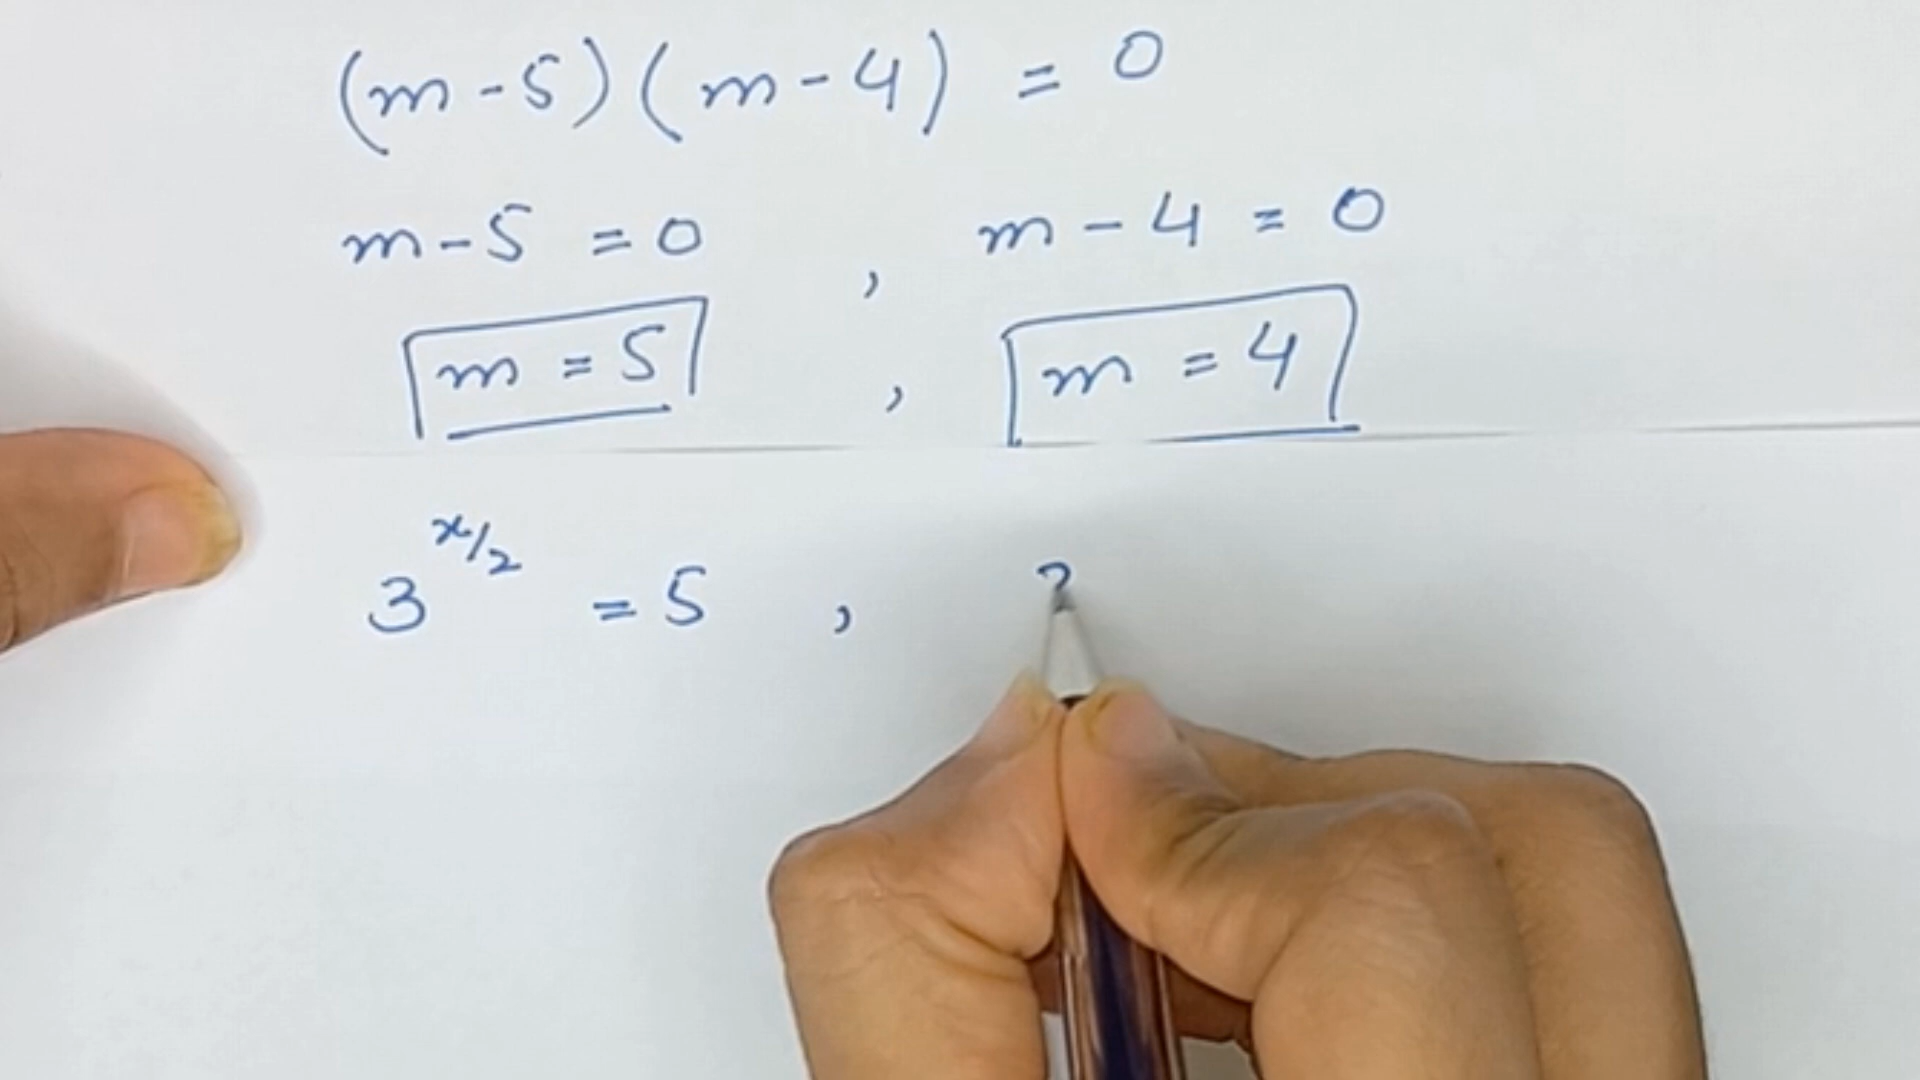 (m-5)(m-4) = 0
m-5 = 0 , m-4 = 0
m = 5 , m = 4
3^{x/2} = 5 ,